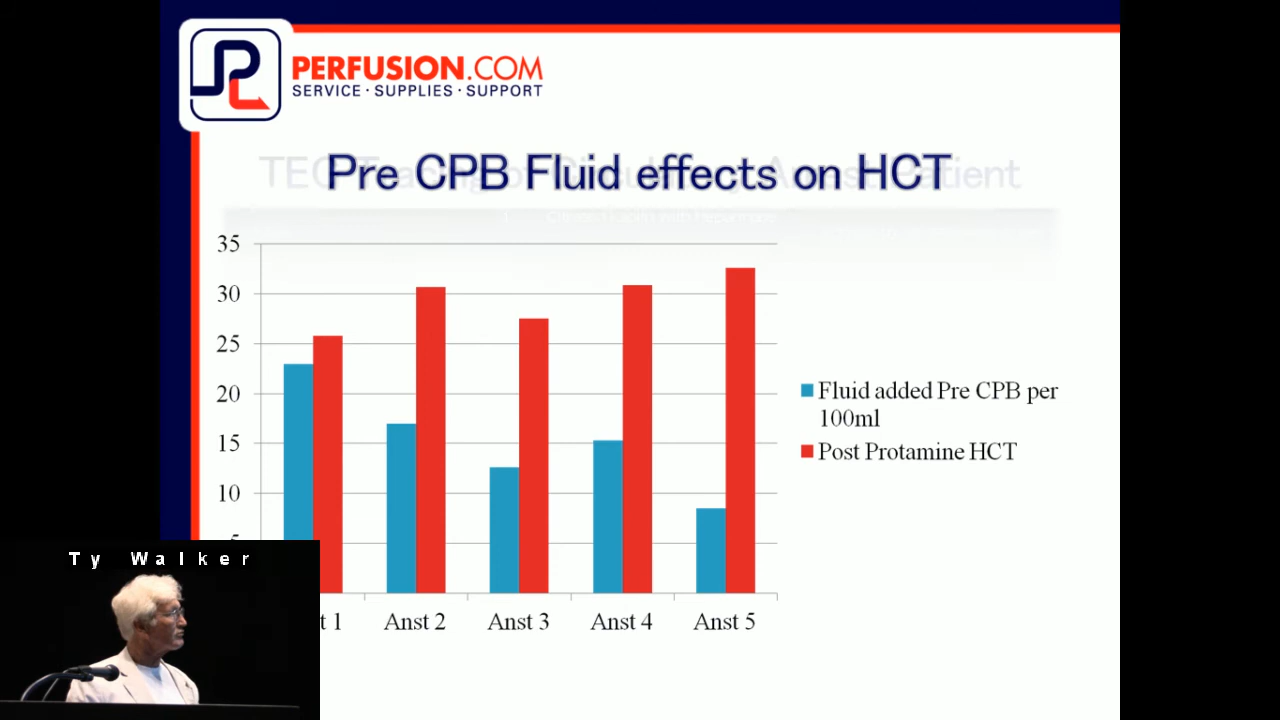 PERFUSION.COM
SERVICE · SUPPLIES · SUPPORT
Pre CPB Fluid effects on HCT
35
30
25
20
15
10
Fluid added Pre CPB per
100ml
Post Protamine HCT
Ty Walker
1
Anst 2
Anst 3
Anst 4
Anst 5